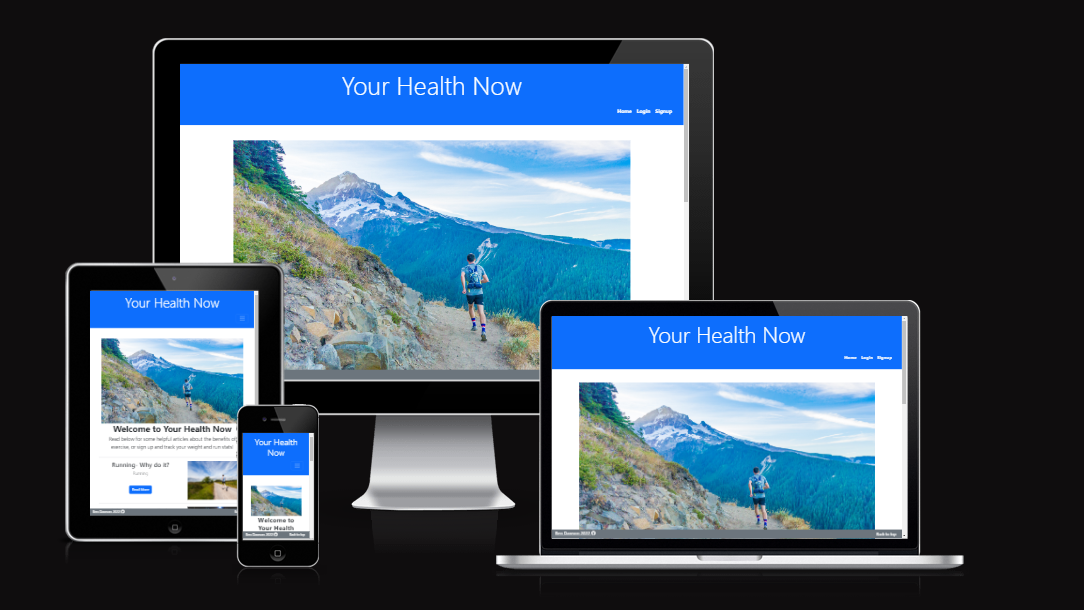 Your Health Now
Home Login Signup
Your Health Now
Welcome to Your Health Now
Read below for some helpful articles about the benefits of
exercise, or sign up and track your weight and run stats!
Running- Why do it?
Running
Read More
Your Health
Now
Welcome to
Your Health
Back to top
Your Health Now
Home Login Signup
Back to top